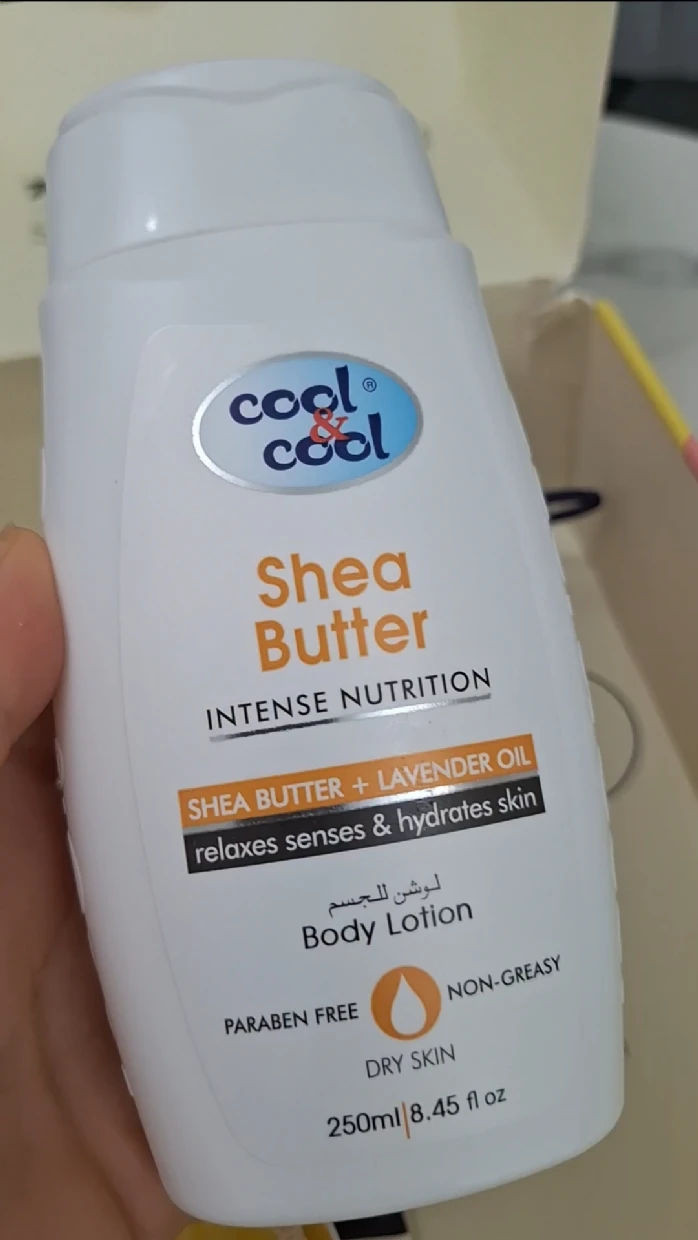 cool ®
&
cool
Shea
Butter
INTENSE NUTRITION
SHEA BUTTER + LAVENDER OIL
relaxes senses & hydrates skin
لوشن للجسم
Body Lotion
PARABEN FREE NON-GREASY
DRY SKIN
250ml|8.45 fl oz